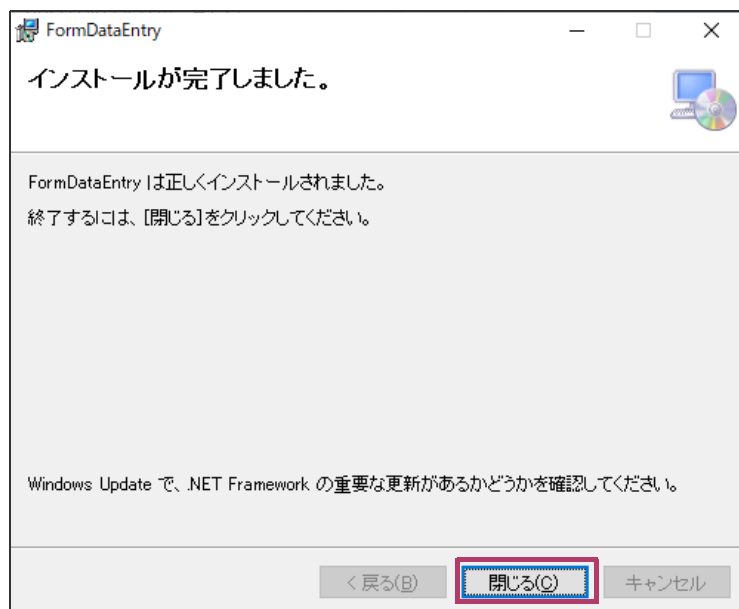 FormDataEntry
インストールが完了しました。
FormDataEntry は正しくインストールされました。
終了するには、[閉じる]をクリックしてください。
Windows Update で、.NET Framework の重要な更新があるかどうかを確認してください。
< 戻る(B) 閉じる(C) キャンセル